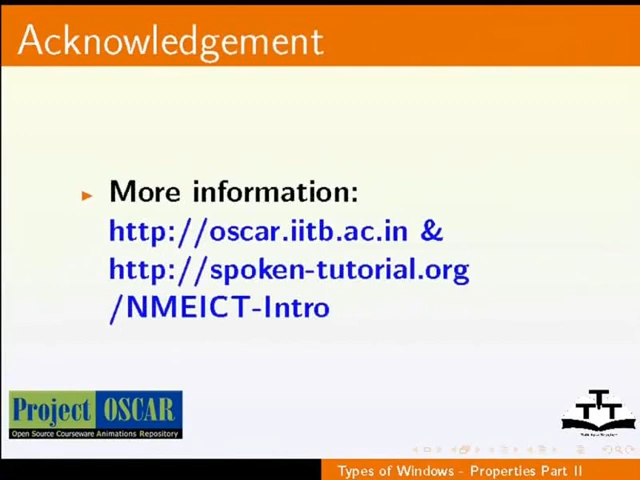 Acknowledgement
More information:
http://oscar.iitb.ac.in &
http://spoken-tutorial.org
/NMEICT-Intro
Project OSCAR
Open Source Courseware Animations Repository
TTT
Types of Windows - Properties Part II